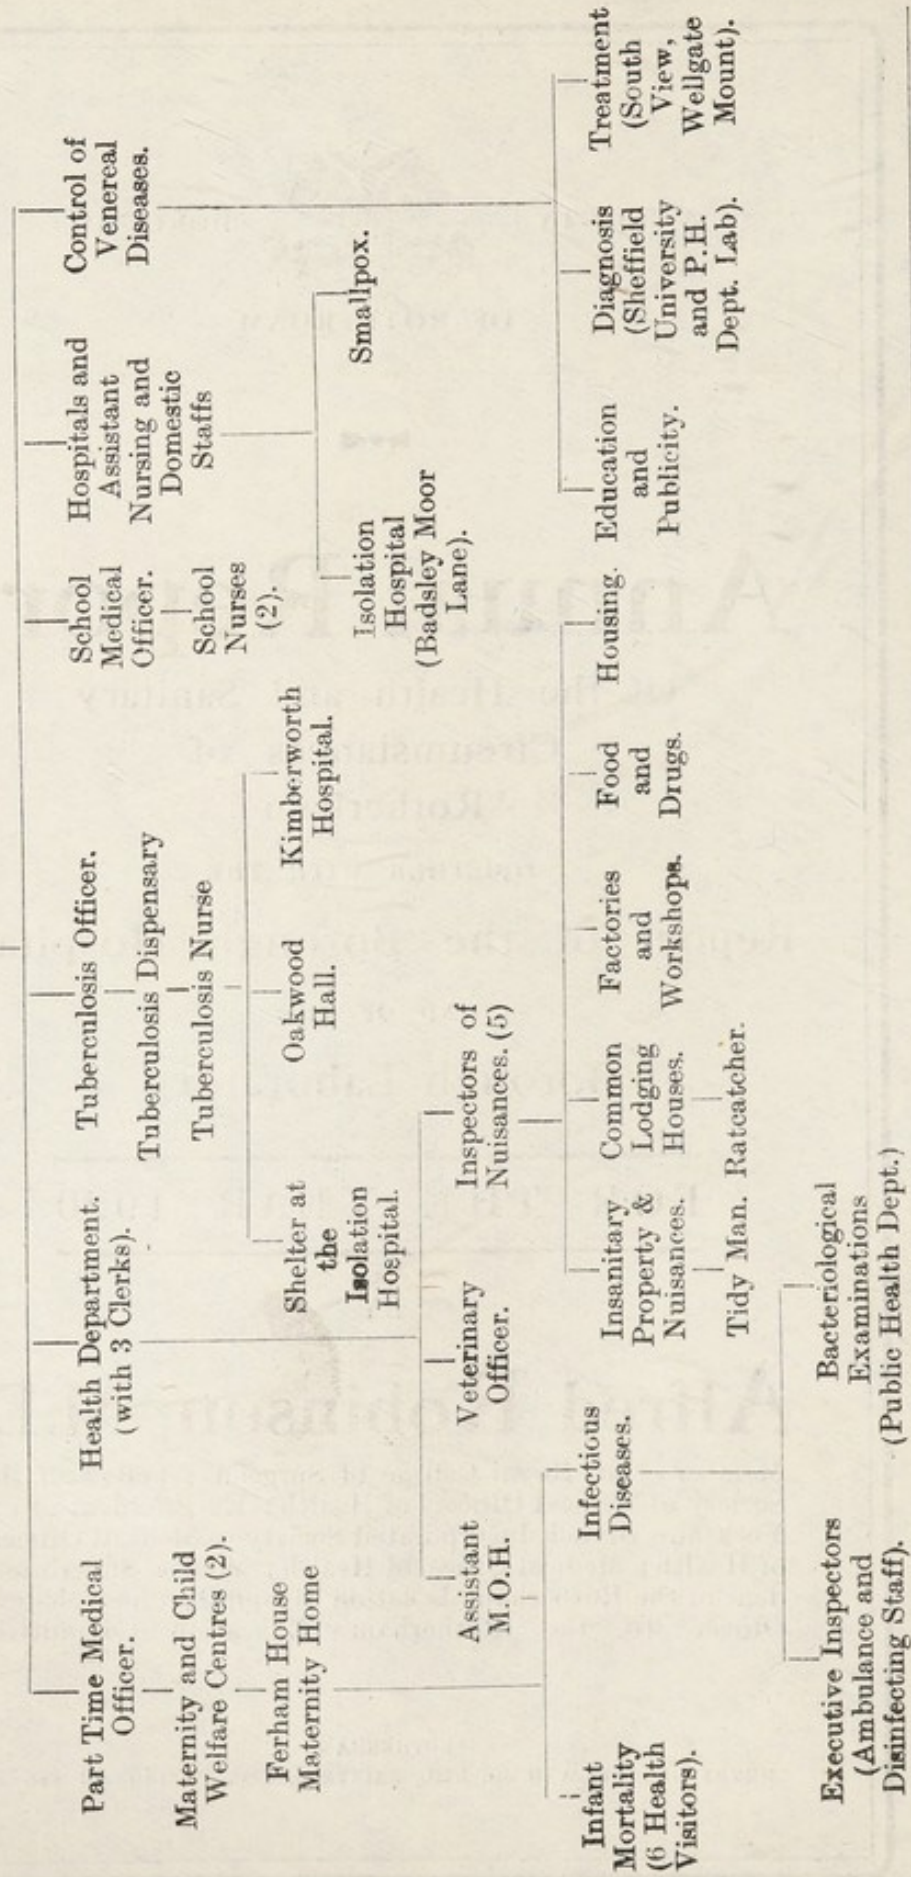 Part Time Medical
Officer.
Maternity and Child
Welfare Centres (2).
Ferham House
Maternity Home
Health Department.
(with 3 Clerks).
Tuberculosis Officer.
Tuberculosis Dispensary
Tuberculosis Nurse
School
Medical
Officer.
School
Nurses
(2).
Hospitals and
Assistant
Nursing and
Domestic
Staffs
Control of
Venereal
Diseases.
Shelter at
the
Isolation
Hospital.
Oakwood
Hall.
Kimberworth
Hospital.
Isolation
Hospital
(Badsley Moor
Lane).
Smallpox.
Assistant
M.O.H.
Veterinary
Officer.
Inspectors of
Nuisances. (5)
Infant
Mortality
(6 Health
Visitors).
Infectious
Diseases.
Insanitary
Property &
Nuisances.
Tidy Man.
Common
Lodging
Houses.
Ratcatcher.
Factories
and
Workshops.
Food
and
Drugs.
Housing.
Education
and
Publicity.
Diagnosis
(Sheffield
University
and P.H.
Dept. Lab).
Treatment
(South
View,
Wellgate
Mount).
Executive Inspectors
(Ambulance and
Disinfecting Staff).
Bacteriological
Examinations
(Public Health Dept.)